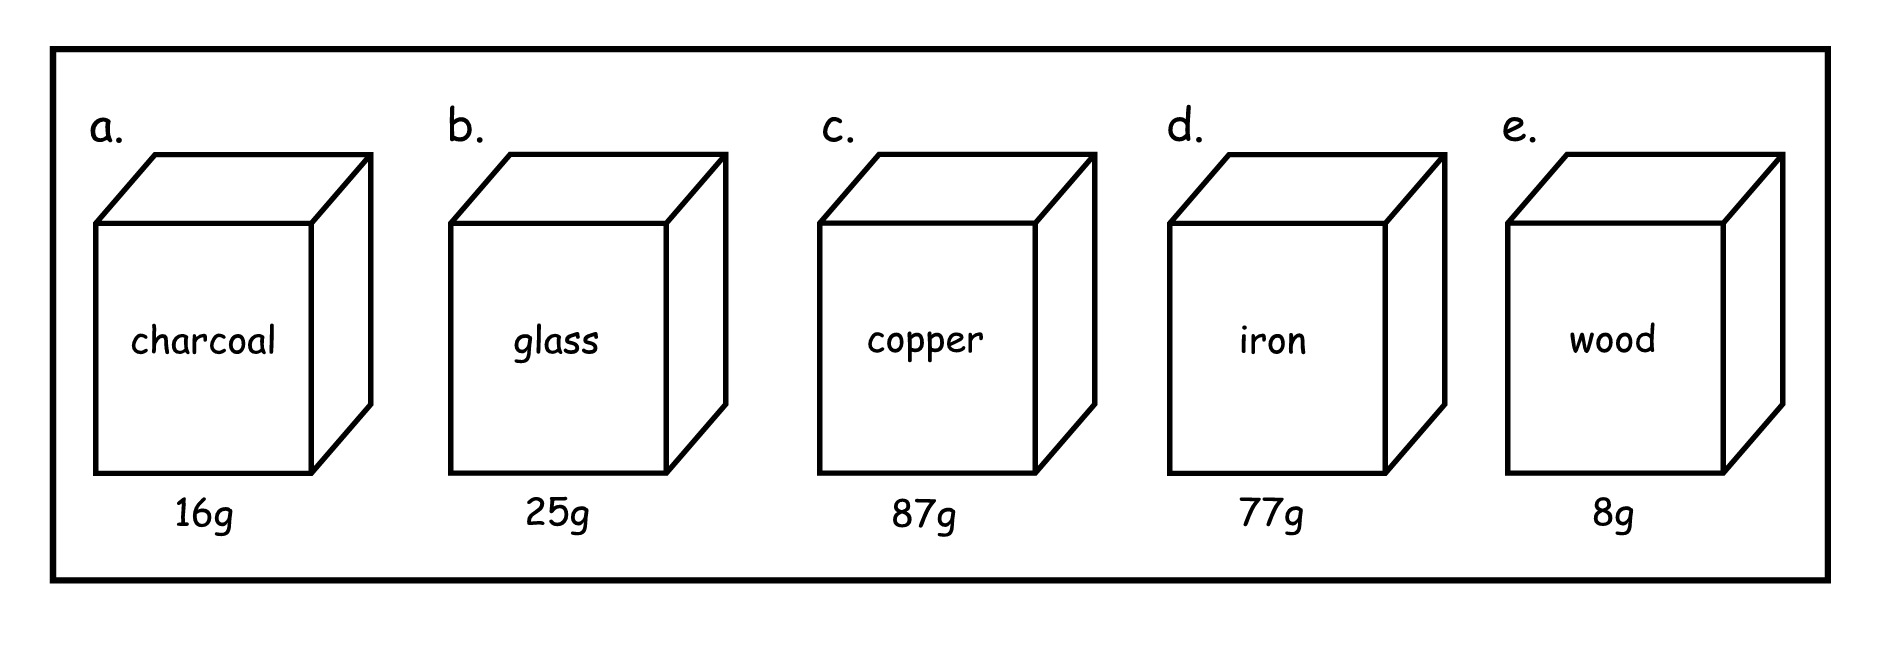 a.
b.
c.
d.
e.
charcoal
glass
copper
iron
wood
16g
25g
87g
77g
8g